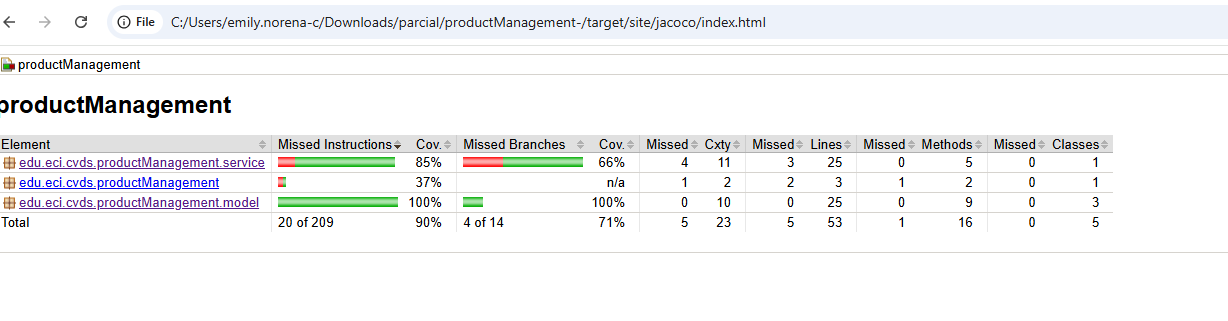 File C:/Users/emily.norena-c/Downloads/parcial/productManagement-/target/site/jacoco/index.html
productManagement
productManagement
Element Missed Instructions Cov. Missed Branches Cov. Missed Cxty Missed Lines Missed Methods Missed Classes
edu.eci.cvds.productManagement.service 85% 66% 4 11 3 25 0 5 0 1
edu.eci.cvds.productManagement 37% n/a 1 2 2 3 1 2 0 1
edu.eci.cvds.productManagement.model 100% 100% 0 10 0 25 0 9 0 3
Total 20 of 209 90% 4 of 14 71% 5 23 5 53 1 16 0 5